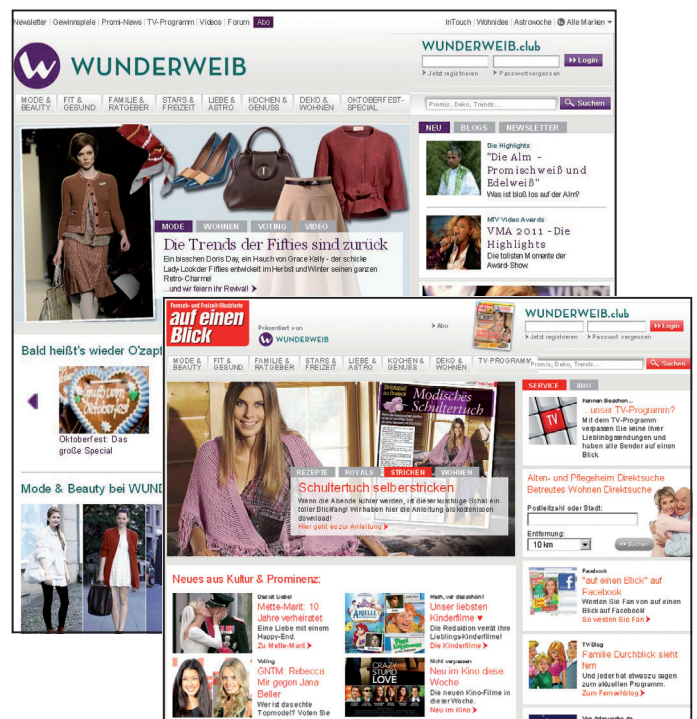 Newsletter | Gewinnspiele | Promi-News | TV-Programm | Videos | Forum Abo
InTouch | Wohnidee | Astrowoche | Alle Marken
WUNDERWEIB
WUNDERWEIB.club
Login
Jetzt registrieren
Passwort vergessen
MODE & BEAUTY
FIT & GESUND
FAMILIE & RATGEBER
STARS & FREIZEIT
LIEBE & ASTRO
KOCHEN & GENUSS
DEKO & WOHNEN
OKTOBERFEST-SPECIAL
Promis, Deko, Trends...
Suchen
NEU BLOGS NEWSLETTER
Die Highlights
"Die Alm -
Promischweiß und
Edelweiß"
Was ist bloß los auf der Alm?
MTV Video Awards
VMA 2011 - Die
Highlights
Die tollsten Momente der
Award-Show.
MODE WOHNEN VOTING VIDEO
Die Trends der Fifties sind zurück
Ein bisschen Doris Day, ein Hauch von Grace Kelly - der schicke
Lady-Look der Fifties entwickelt im Herbst und Winter seinen ganzen
Retro-Charme!
...und wir feiern ihr Revival!
Bald heißt's wieder O'zapf
Oktoberfest: Das
große Special
Mode & Beauty bei WUND
Fernseh- und Freizeit-Illustrierte
auf einen
Blick
Präsentiert von
WUNDERWEIB
Abo
WUNDERWEIB.club
Login
Jetzt registrieren
Passwort vergessen
MODE & BEAUTY
FIT & GESUND
FAMILIE & RATGEBER
STARS & FREIZEIT
LIEBE & ASTRO
KOCHEN & GENUSS
DEKO & WOHNEN
TV-PROGRAMM
Promis, Deko, Trends...
Suchen
Modisches
Schultertuch
REZEPTE ROYALS STRICKEN WOHNEN
Schultertuch selberstricken
Wenn die Abende kühler werden, ist dieser kuschlige Schal ein
toller Blickfang! Wir haben hier die Anleitung als kostenlosen
download!
Hier geht es zur Anleitung
SERVICE ABO
Kennen Sie schon ...
...unser TV-Programm?
Mit dem TV-Programm
verpassen Sie keine Ihrer
Lieblingssendungen und
haben alle Sender auf einen
Blick
TV
Alten- und Pflegeheim Direktsuche
Betreutes Wohnen Direktsuche
Postleitzahl oder Stadt:
Entfernung:
10 km
Suchen
Facebook
"auf einen Blick" auf
Facebook
Werden Sie Fan von auf einen
Blick auf Facebook!
So werden Sie Fan
TV-Blog
Familie Durchblick sieht
fern
Und jeder hat etwas zu sagen
zum aktuellen Programm.
Zum Fernsehblog
Neues aus Kultur & Prominenz:
Das ist Liebe!
Mette-Marit: 10
Jahre verheiratet
Eine Liebe mit einem
Happy-End.
Zu Mette-Marit
Hach, war das schön!
Unser liebsten
Kinderfilme ♥
Die Redaktion verrät ihre
Lieblings-Kinderfilme!
Die Kinderfilme
ARIELLE
Voting
GNTM: Rebecca
Mir gegen Jana
Beller
Wer ist das echte
Topmodel? Voten Sie
CRAZY
STUPID
LOVE
Nicht verpassen
Neu im Kino diese
Woche
Die neuen Kino-Filme in
dieser Woche.
Neu im Kino